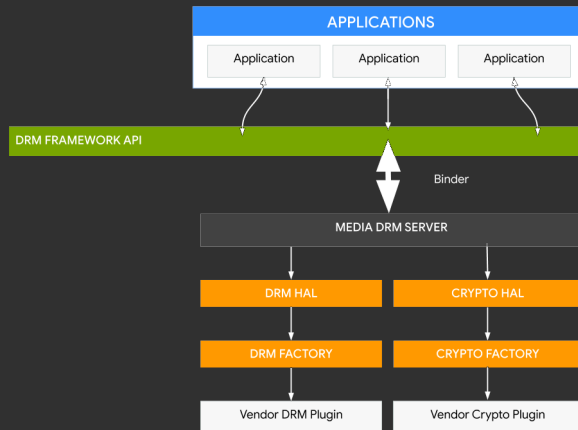 APPLICATIONS
Application
Application
Application
DRM FRAMEWORK API
Binder
MEDIA DRM SERVER
DRM HAL
CRYPTO HAL
DRM FACTORY
CRYPTO FACTORY
Vendor DRM Plugin
Vendor Crypto Plugin